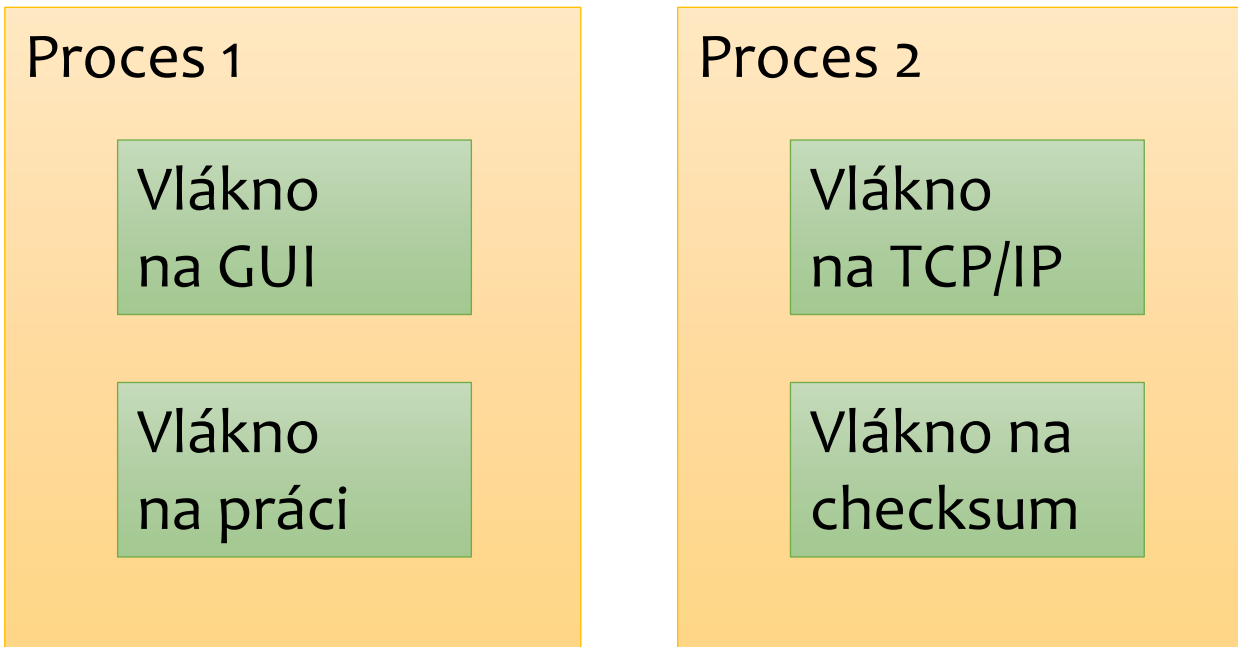 Proces 1
Vlákno
na GUI
Vlákno
na práci
Proces 2
Vlákno
na TCP/IP
Vlákno na
checksum